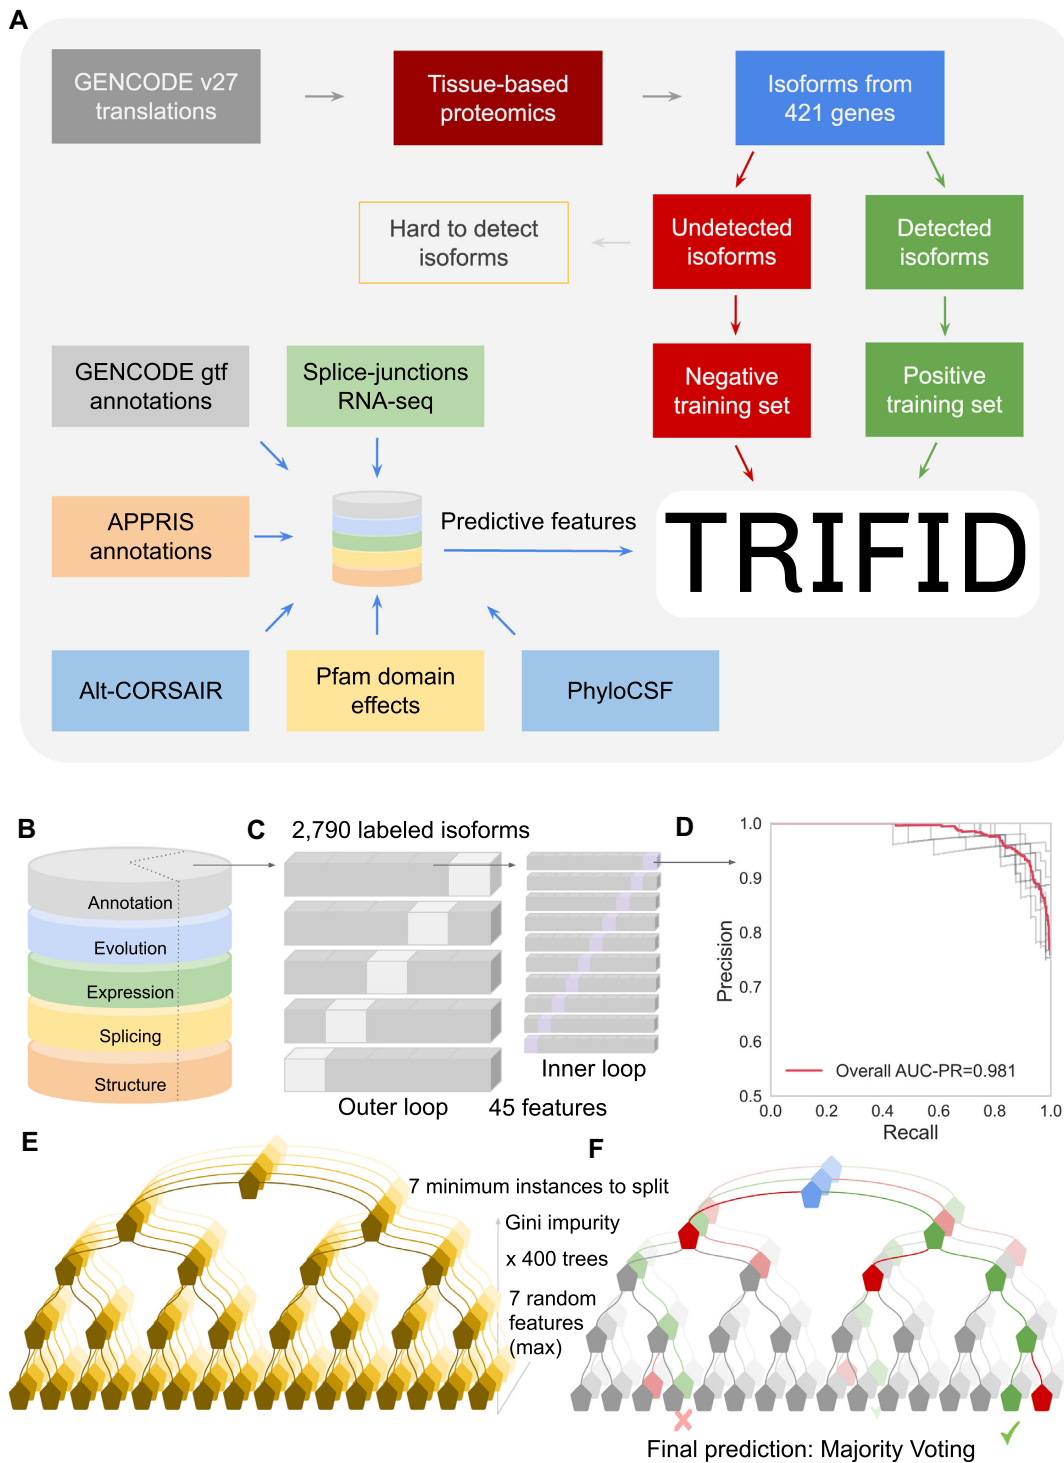 A
GENCODE v27
translations
Tissue-based
proteomics
Isoforms from
421 genes
Hard to detect
isoforms
Undetected
isoforms
Detected
isoforms
GENCODE gtf
annotations
Splice-junctions
RNA-seq
Negative
training set
Positive
training set
APPRIS
annotations
Predictive features
TRIFID
Alt-CORSAIR
Pfam domain
effects
PhyloCSF
B
Annotation
Evolution
Expression
Splicing
Structure
C
2,790 labeled isoforms
Outer loop
Inner loop
45 features
D
1.0
0.9
0.8
0.7
0.6
0.5
Precision
Overall AUC-PR=0.981
0.0 0.2 0.4 0.6 0.8 1.0
Recall
E
7 minimum instances to split
Gini impurity
x 400 trees
7 random
features
(max)
F
Final prediction: Majority Voting